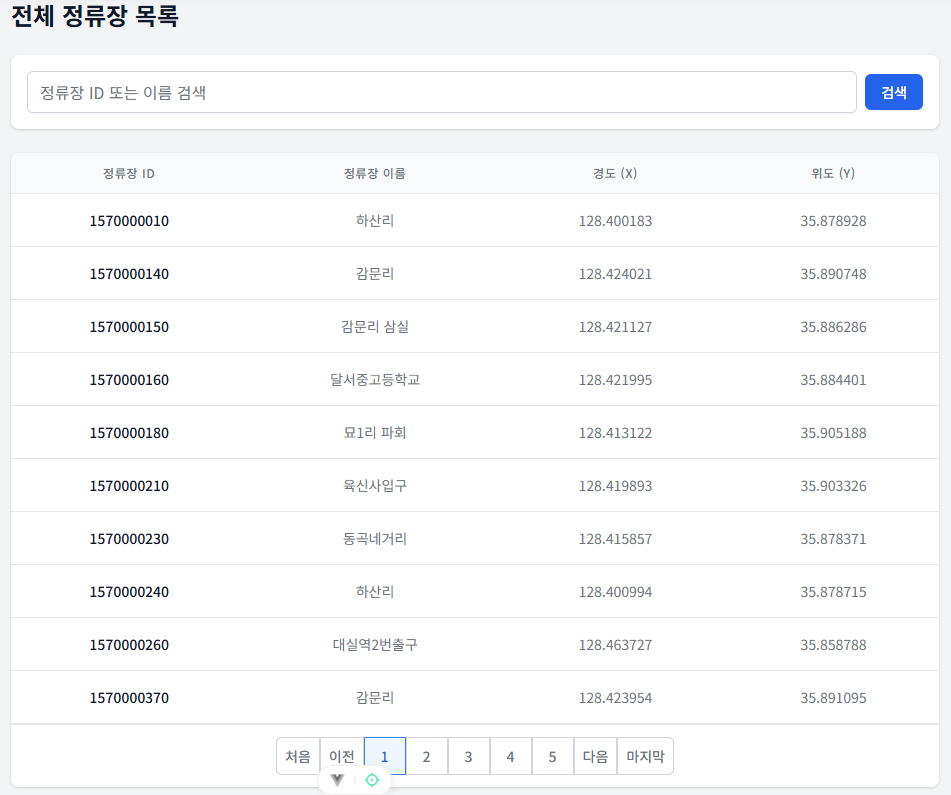 전체 정류장 목록
정류장 ID 또는 이름 검색 검색
정류장 ID 정류장 이름 경도 (X) 위도 (Y)
1570000010 하산리 128.400183 35.878928
1570000140 감문리 128.424021 35.890748
1570000150 감문리 삼실 128.421127 35.886286
1570000160 달서중고등학교 128.421995 35.884401
1570000180 묘1리 파회 128.413122 35.905188
1570000210 육신사입구 128.419893 35.903326
1570000230 동곡네거리 128.415857 35.878371
1570000240 하산리 128.400994 35.878715
1570000260 대실역2번출구 128.463727 35.858788
1570000370 감문리 128.423954 35.891095
처음 이전 1 2 3 4 5 다음 마지막